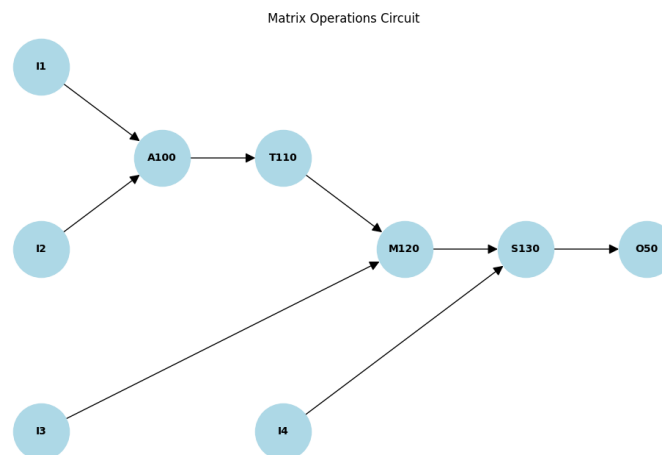 Matrix Operations Circuit
I1
A100
T110
I2
M120
S130
O50
I3
I4